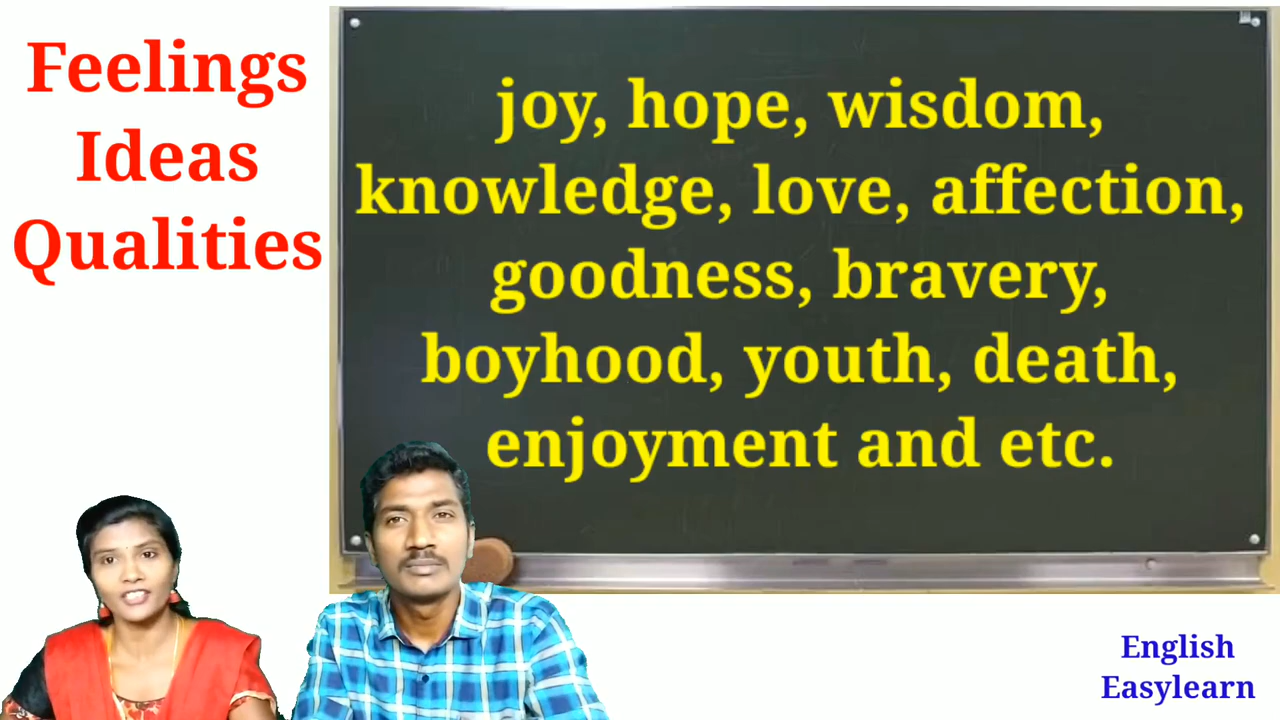 Feelings
Ideas
Qualities
joy, hope, wisdom,
knowledge, love, affection,
goodness, bravery,
boyhood, youth, death,
enjoyment and etc.
English
Easylearn